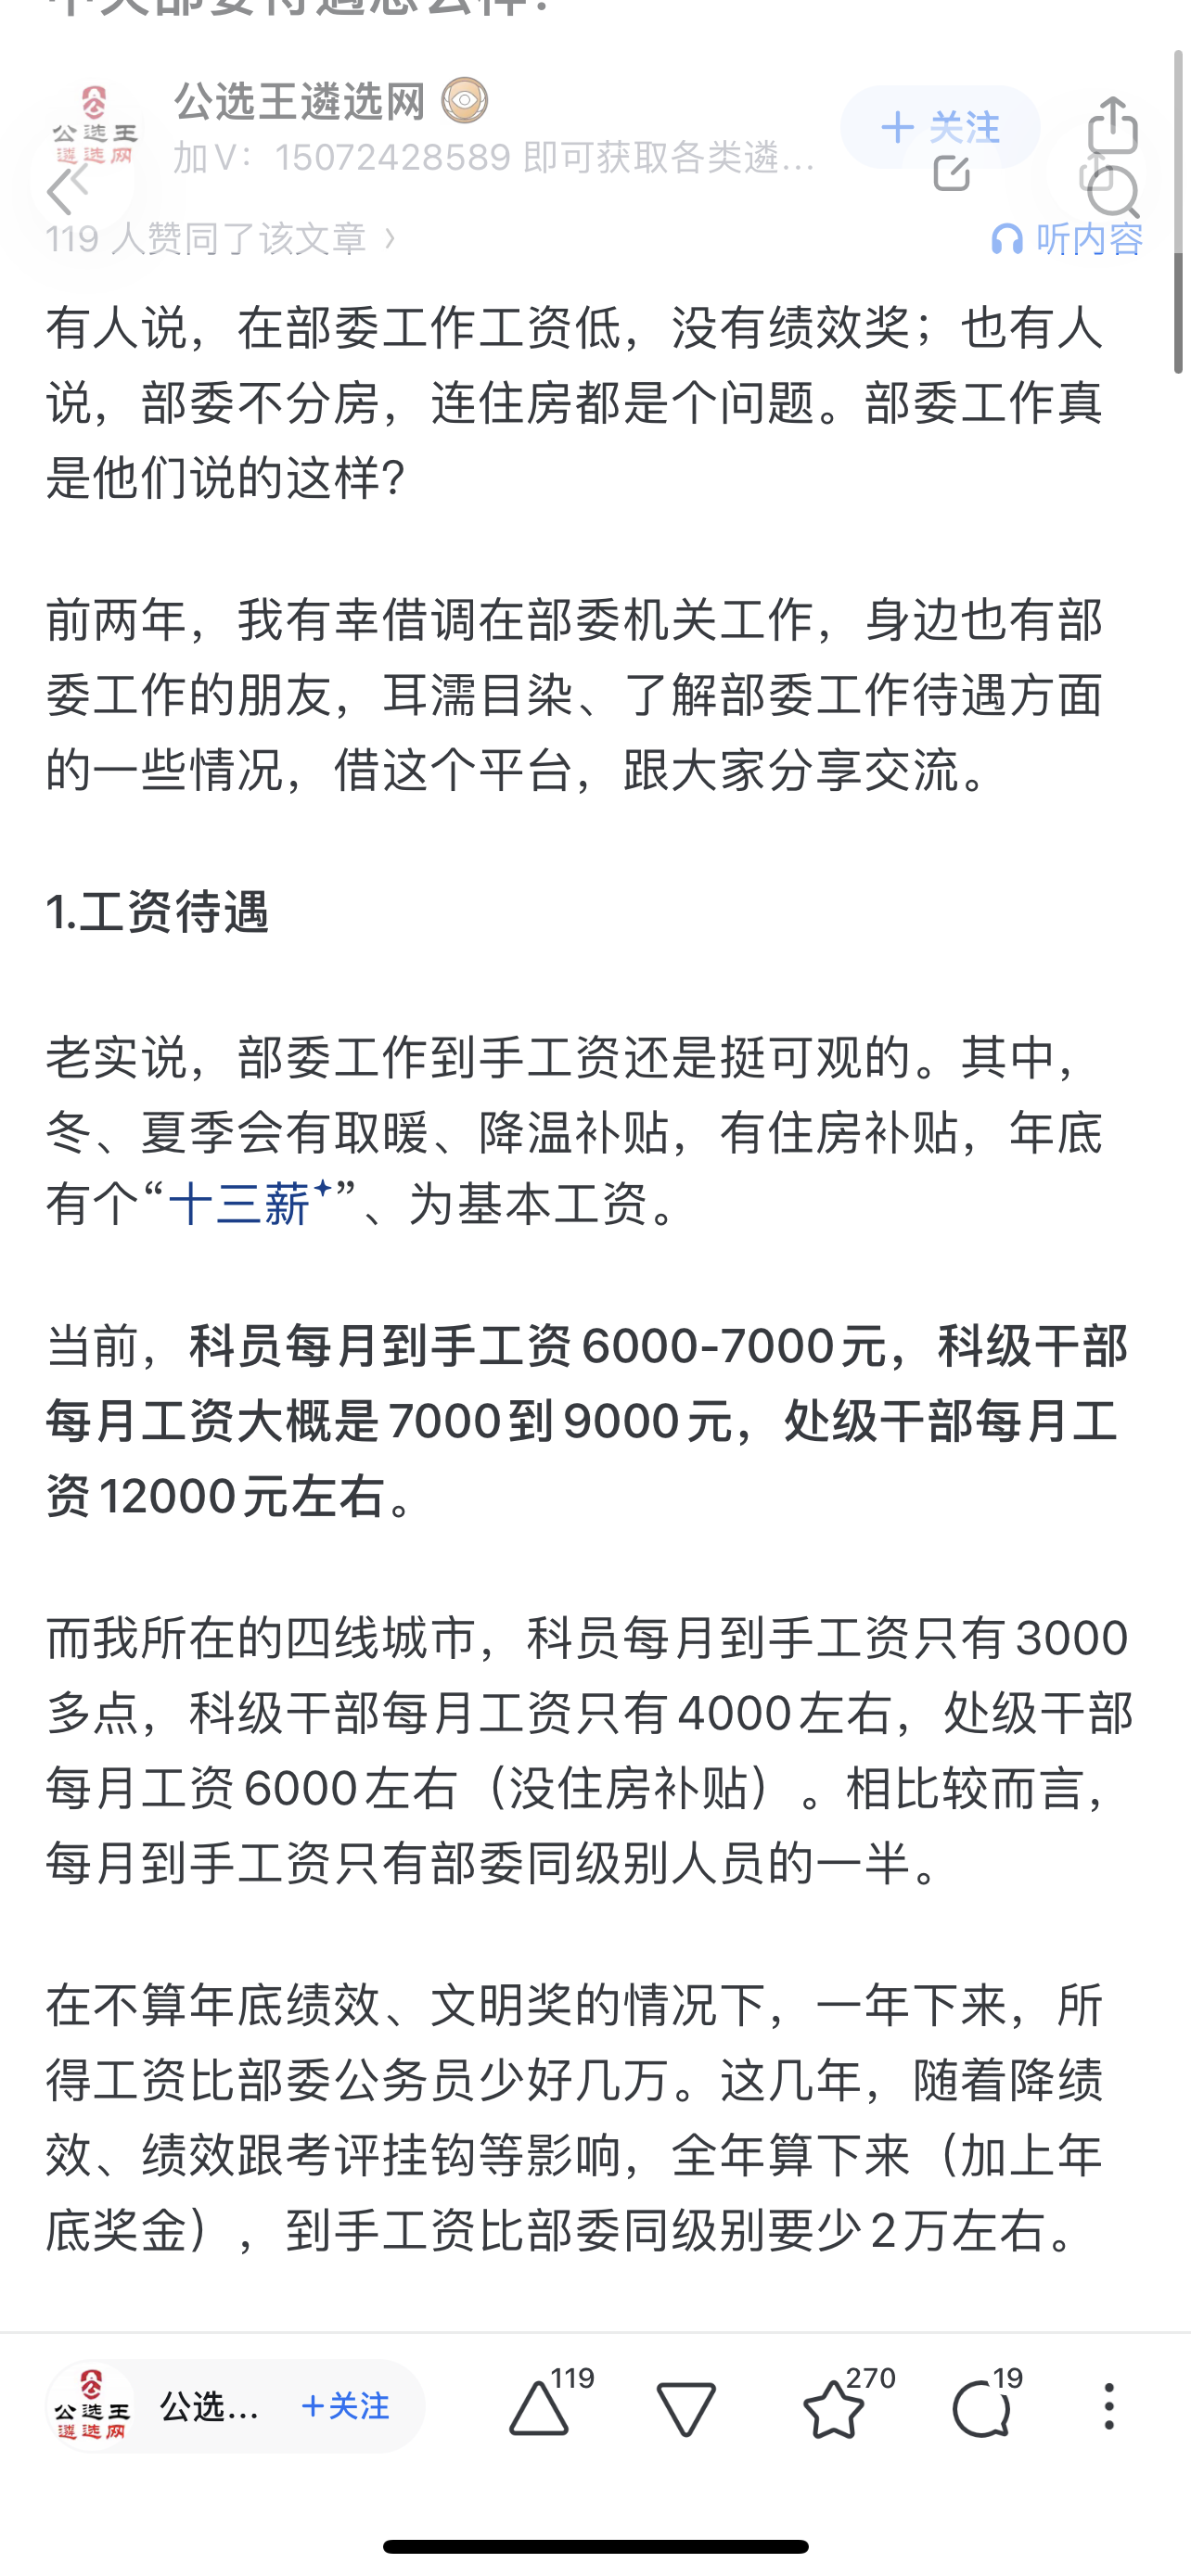 公选王遴选网
公选王
遴选网
加V：15072428589 即可获取各类遴...
+ 关注
119 人赞同了该文章 ›
听内容
有人说，在部委工作工资低，没有绩效奖；也有人
说，部委不分房，连住房都是个问题。部委工作真
是他们说的这样?
前两年，我有幸借调在部委机关工作，身边也有部
委工作的朋友，耳濡目染、了解部委工作待遇方面
的一些情况，借这个平台，跟大家分享交流。
1.工资待遇
老实说，部委工作到手工资还是挺可观的。其中，
冬、夏季会有取暖、降温补贴，有住房补贴，年底
有个“十三薪”、为基本工资。
当前，科员每月到手工资6000-7000元，科级干部
每月工资大概是7000到9000元，处级干部每月工
资12000元左右。
而我所在的四线城市，科员每月到手工资只有3000
多点，科级干部每月工资只有4000左右，处级干部
每月工资6000左右（没住房补贴）。相比较而言，
每月到手工资只有部委同级别人员的一半。
在不算年底绩效、文明奖的情况下，一年下来，所
得工资比部委公务员少好几万。这几年，随着降绩
效、绩效跟考评挂钩等影响，全年算下来（加上年
底奖金），到手工资比部委同级别要少2万左右。
公选王
遴选网
公选...
+关注
119
270
19